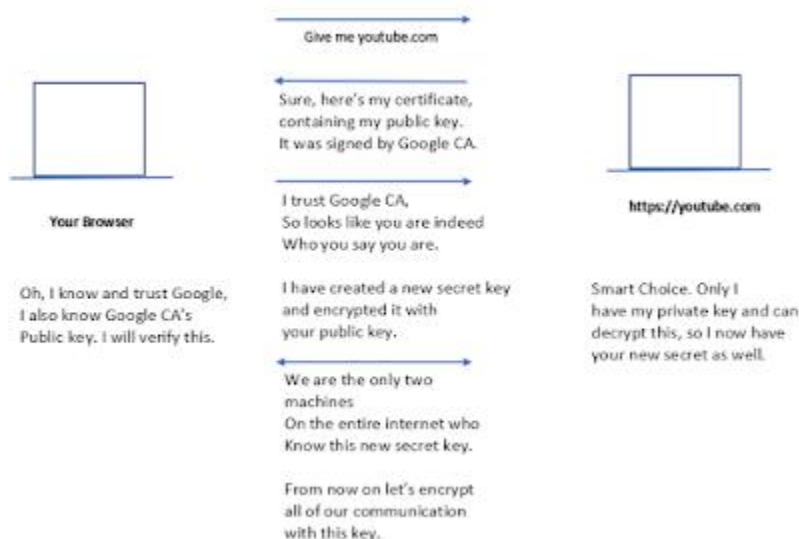 Give me youtube.com
Sure, here's my certificate,
containing my public key.
It was signed by Google CA.
I trust Google CA,
So looks like you are indeed
Who you say you are.
Your Browser
https://youtube.com
Oh, I know and trust Google,
I also know Google CA's
Public key. I will verify this.
I have created a new secret key
and encrypted it with
your public key.
Smart Choice. Only I
have my private key and can
decrypt this, so I now have
your new secret as well.
We are the only two
machines
On the entire internet who
Know this new secret key.
From now on let's encrypt
all of our communication
with this key.